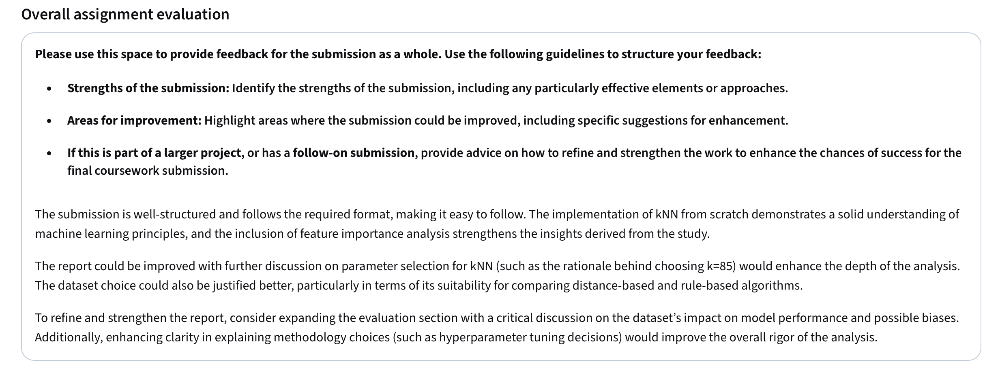 Overall assignment evaluation
Please use this space to provide feedback for the submission as a whole. Use the following guidelines to structure your feedback:
• Strengths of the submission: Identify the strengths of the submission, including any particularly effective elements or approaches.
• Areas for improvement: Highlight areas where the submission could be improved, including specific suggestions for enhancement.
• If this is part of a larger project, or has a follow-on submission, provide advice on how to refine and strengthen the work to enhance the chances of success for the
final coursework submission.
The submission is well-structured and follows the required format, making it easy to follow. The implementation of kNN from scratch demonstrates a solid understanding of
machine learning principles, and the inclusion of feature importance analysis strengthens the insights derived from the study.
The report could be improved with further discussion on parameter selection for kNN (such as the rationale behind choosing k=85) would enhance the depth of the analysis.
The dataset choice could also be justified better, particularly in terms of its suitability for comparing distance-based and rule-based algorithms.
To refine and strengthen the report, consider expanding the evaluation section with a critical discussion on the dataset’s impact on model performance and possible biases.
Additionally, enhancing clarity in explaining methodology choices (such as hyperparameter tuning decisions) would improve the overall rigor of the analysis.